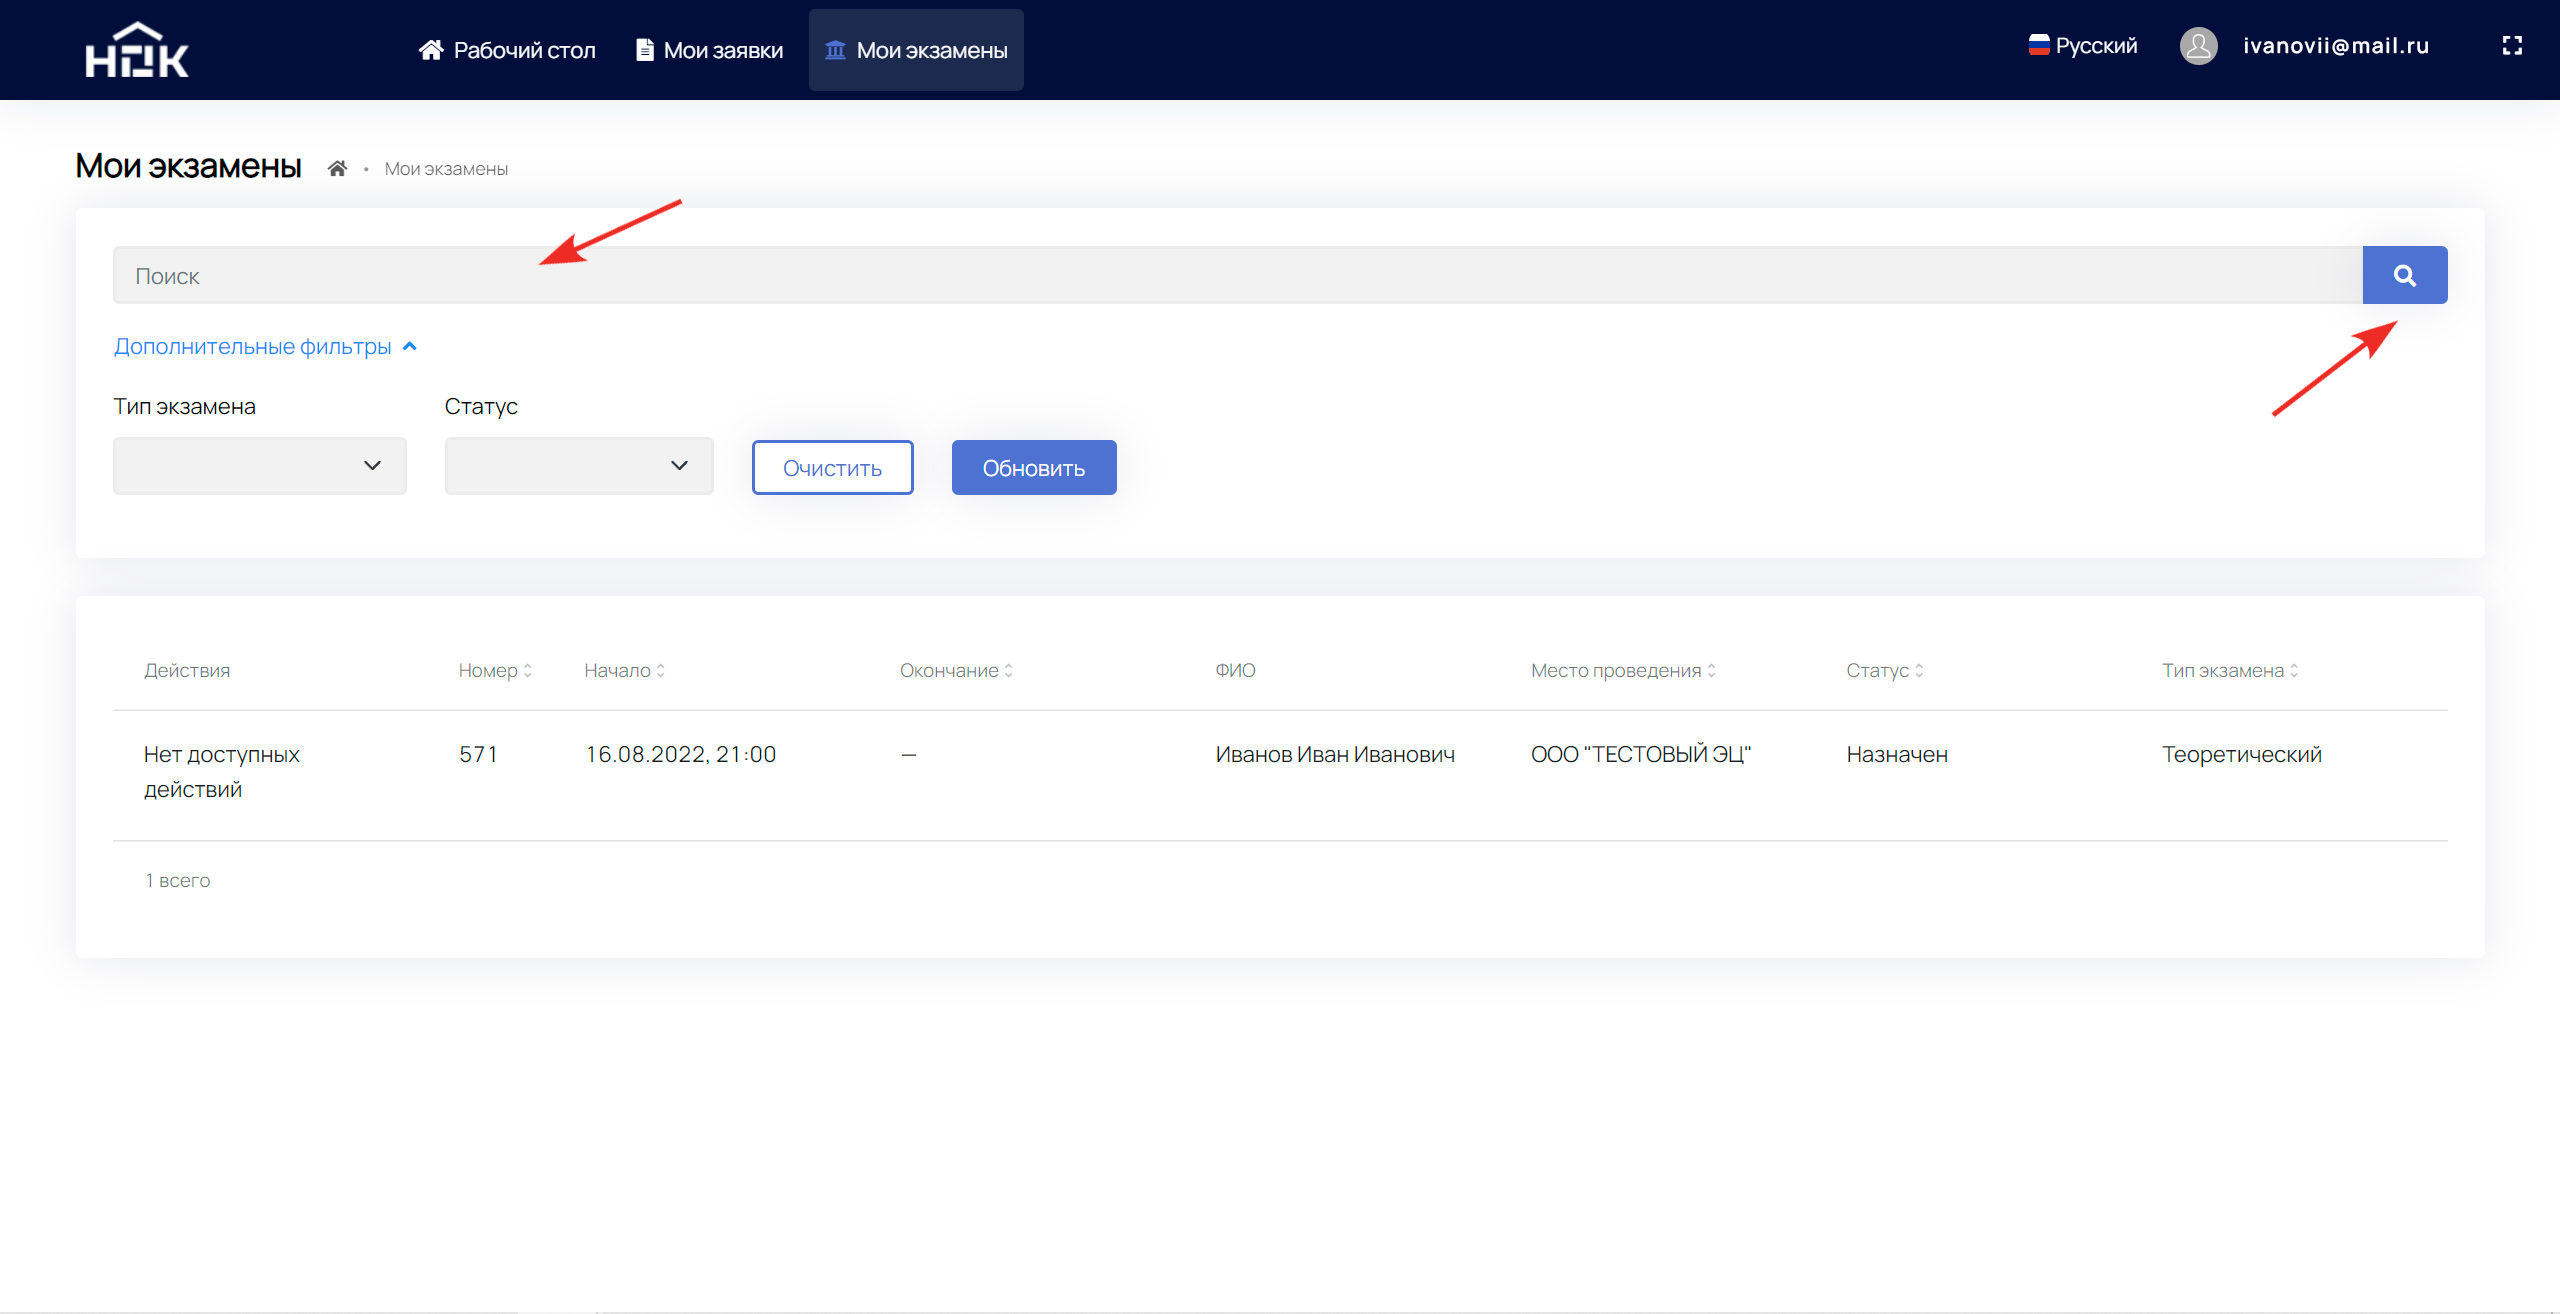 НОК
Рабочий стол
Мои заявки
Мои экзамены
Русский
ivanovii@mail.ru
Мои экзамены
Мои экзамены
Поиск
Дополнительные фильтры
Тип экзамена
Статус
Очистить
Обновить
Действия Номер Начало Окончание ФИО Место проведения Статус Тип экзамена
Нет доступных 571 16.08.2022, 21:00 — Иванов Иван Иванович ООО "ТЕСТОВЫЙ ЭЦ" Назначен Теоретический
действий
1 всего